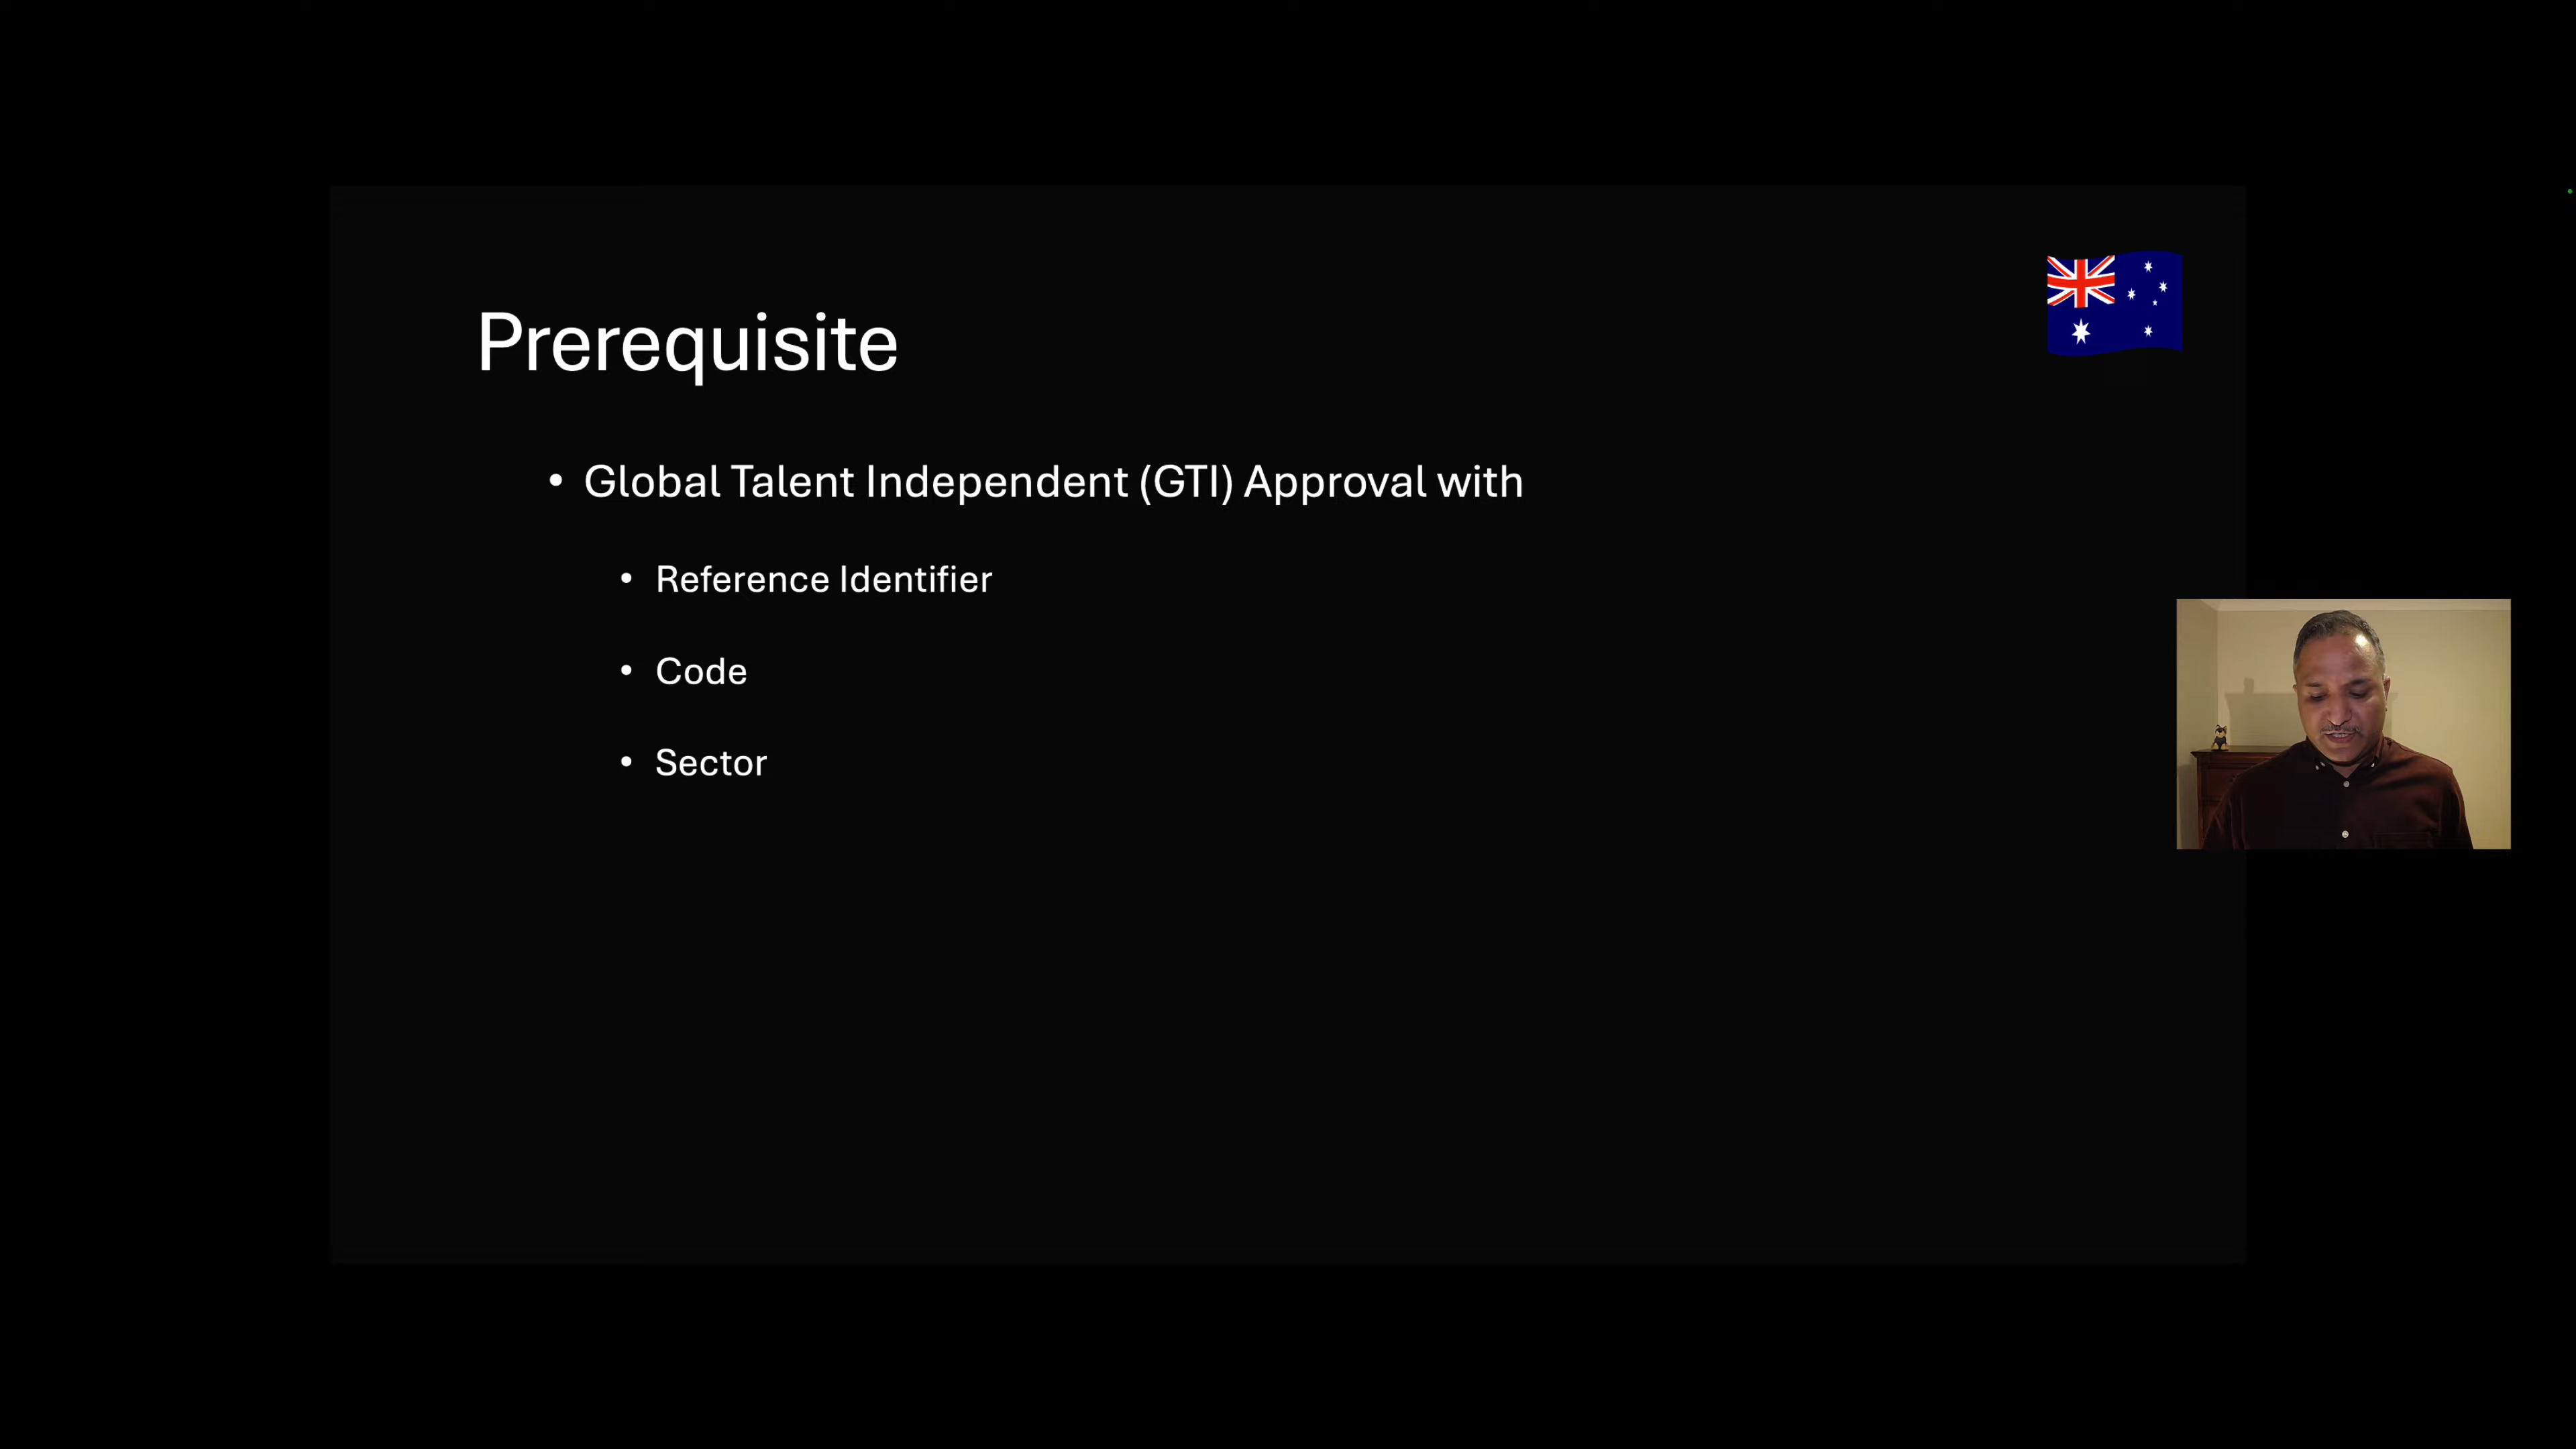 Prerequisite
• Global Talent Independent (GTI) Approval with
• Reference Identifier
• Code
• Sector